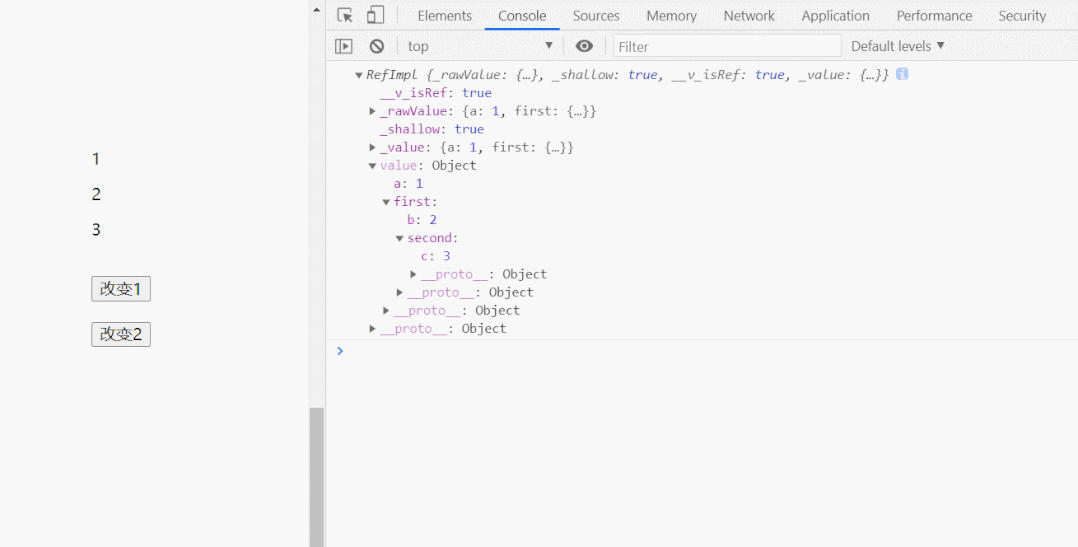 1
2
3
改变1
改变2
Elements Console Sources Memory Network Application Performance Security
top Filter Default levels
RefImpl {_rawValue: {…}, _shallow: true, __v_isRef: true, _value: {…}}
__v_isRef: true
_rawValue: {a: 1, first: {…}}
_shallow: true
_value: {a: 1, first: {…}}
value: Object
a: 1
first:
b: 2
second:
c: 3
__proto__: Object
__proto__: Object
__proto__: Object
__proto__: Object